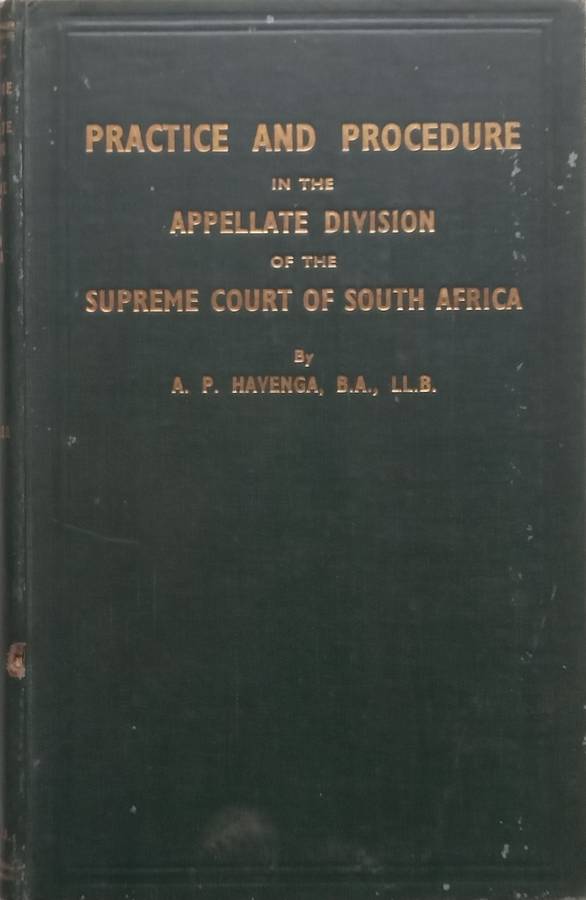 PRACTICE AND PROCEDURE
IN THE
APPELLATE DIVISION
OF THE
SUPREME COURT OF SOUTH AFRICA
By
A. P. HAVENGA, B.A., LL.B.